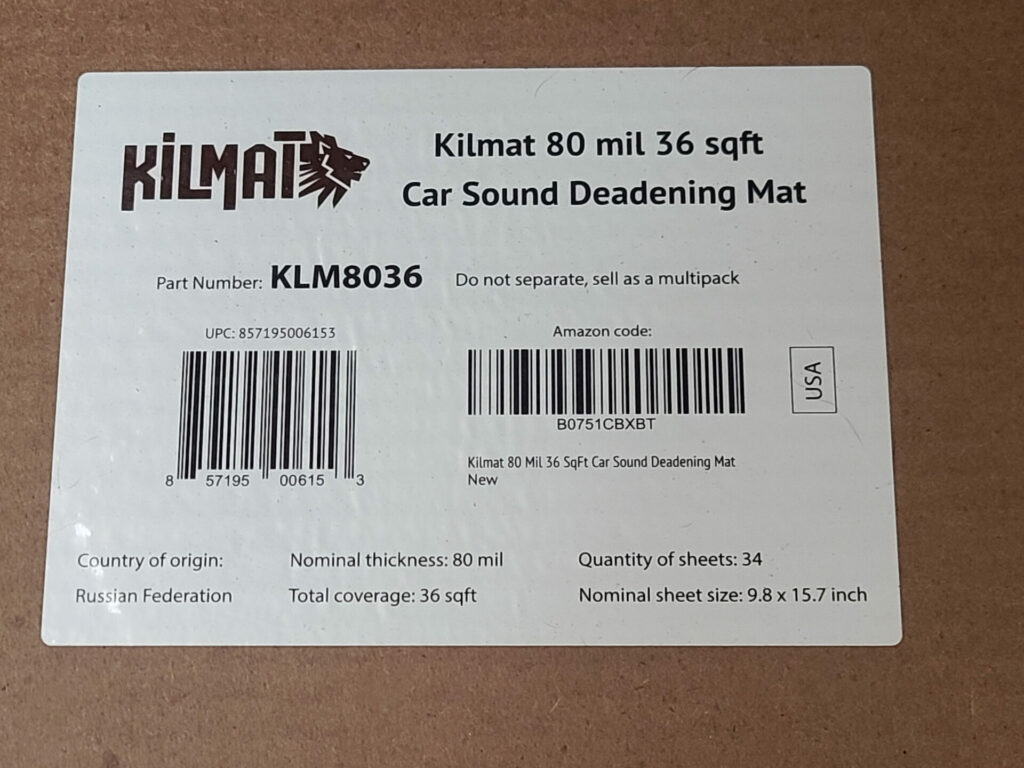 KiLMAT
Kilmat 80 mil 36 sqft
Car Sound Deadening Mat
Part Number: KLM8036
Do not separate, sell as a multipack
UPC: 857195006153
8 57195 00615 3
Amazon code:
B0751CBXBT
Kilmat 80 Mil 36 SqFt Car Sound Deadening Mat
New
USA
Country of origin:
Russian Federation
Nominal thickness: 80 mil
Total coverage: 36 sqft
Quantity of sheets: 34
Nominal sheet size: 9.8 x 15.7 inch